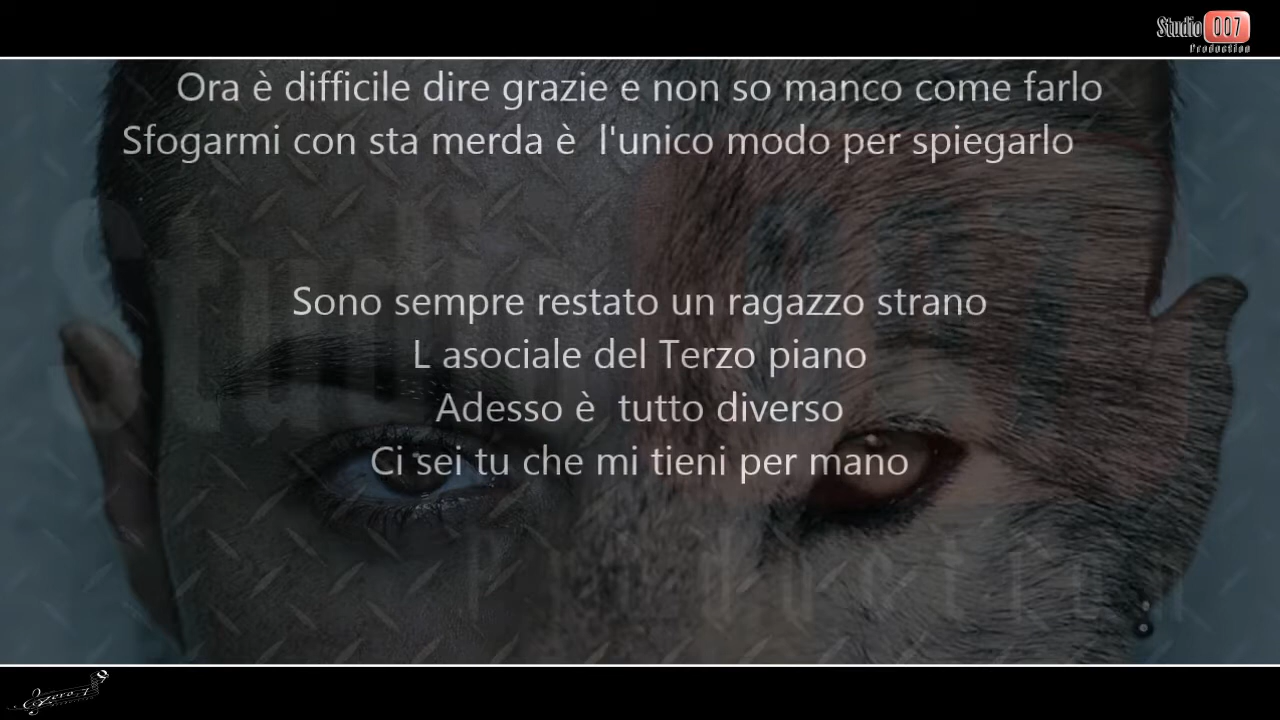 Studio 007
Production
Ora è difficile dire grazie e non so manco come farlo
Sfogarmi con sta merda è  l'unico modo per spiegarlo
Sono sempre restato un ragazzo strano
L asociale del Terzo piano
Adesso è  tutto diverso
Ci sei tu che mi tieni per mano